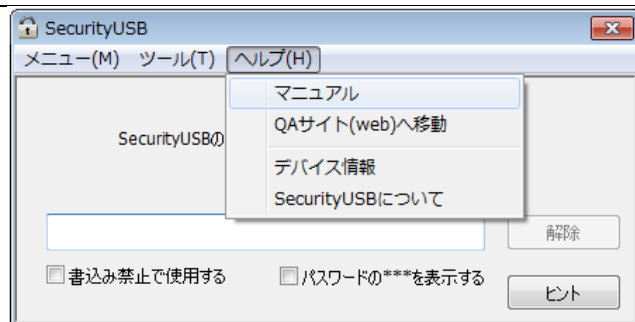 SecurityUSB
メニュー(M) ツール(T) ヘルプ(H)
マニュアル
QAサイト(web)へ移動
SecurityUSBの
デバイス情報
SecurityUSBについて
解除
書込み禁止で使用する
パスワードの***を表示する
ヒント